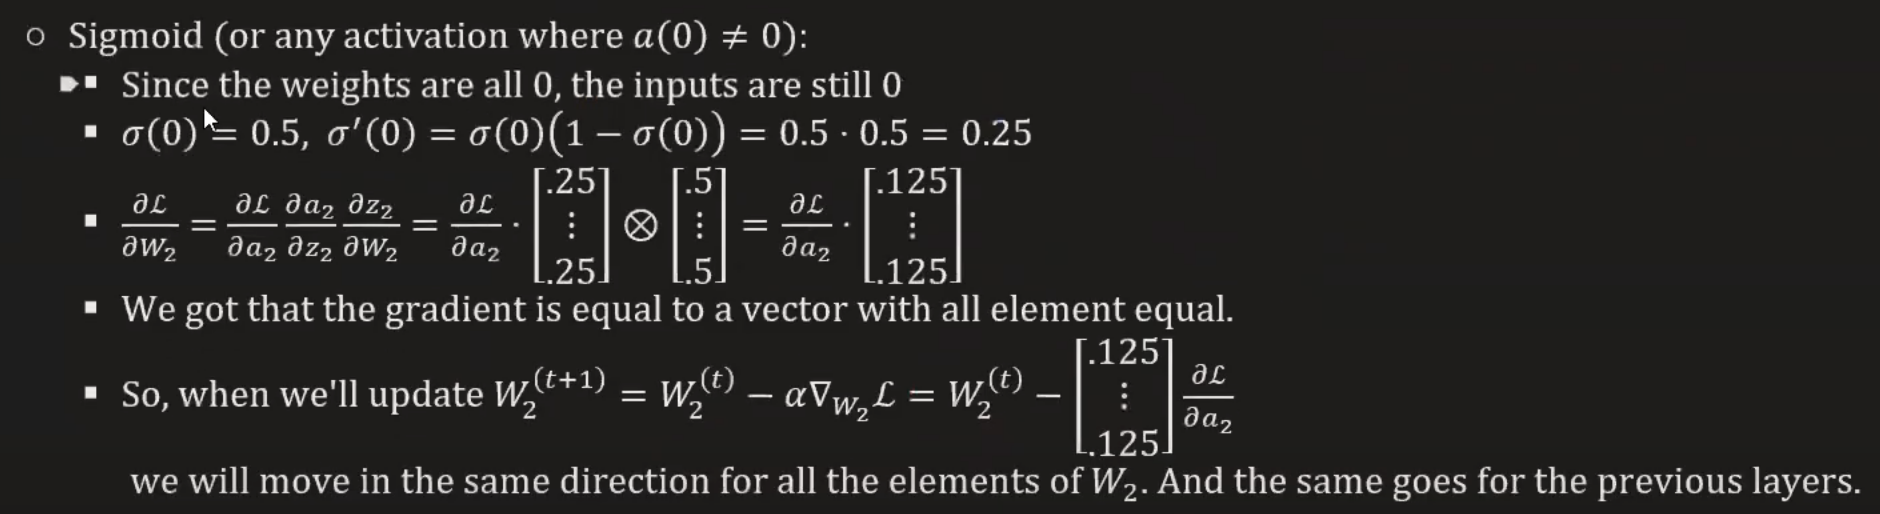 ○ Sigmoid (or any activation where a(0) ≠ 0):
▪ Since the weights are all 0, the inputs are still 0
▪ σ(0) = 0.5, σ′(0) = σ(0)(1 − σ(0)) = 0.5 · 0.5 = 0.25
▪ ∂ℒ/∂W₂ = ∂ℒ/∂a₂ ∂a₂/∂z₂ ∂z₂/∂W₂ = ∂ℒ/∂a₂ · [.25 ⋮ .25] ⊗ [.5 ⋮ .5] = ∂ℒ/∂a₂ · [.125 ⋮ .125]
▪ We got that the gradient is equal to a vector with all element equal.
▪ So, when we'll update W₂^(t+1) = W₂^(t) − α∇_W₂ ℒ = W₂^(t) − [.125 ⋮ .125] ∂ℒ/∂a₂
we will move in the same direction for all the elements of W₂. And the same goes for the previous layers.